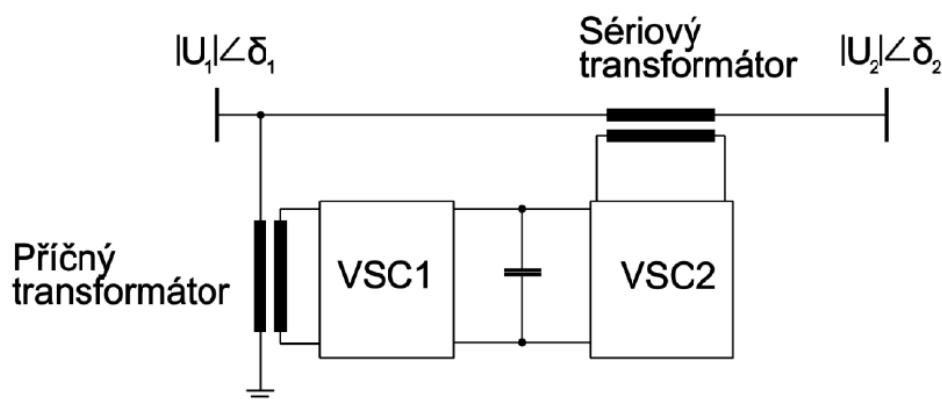 |U₁|∠δ₁
Sériový
transformátor
|U₂|∠δ₂
Příčný
transformátor
VSC1
VSC2